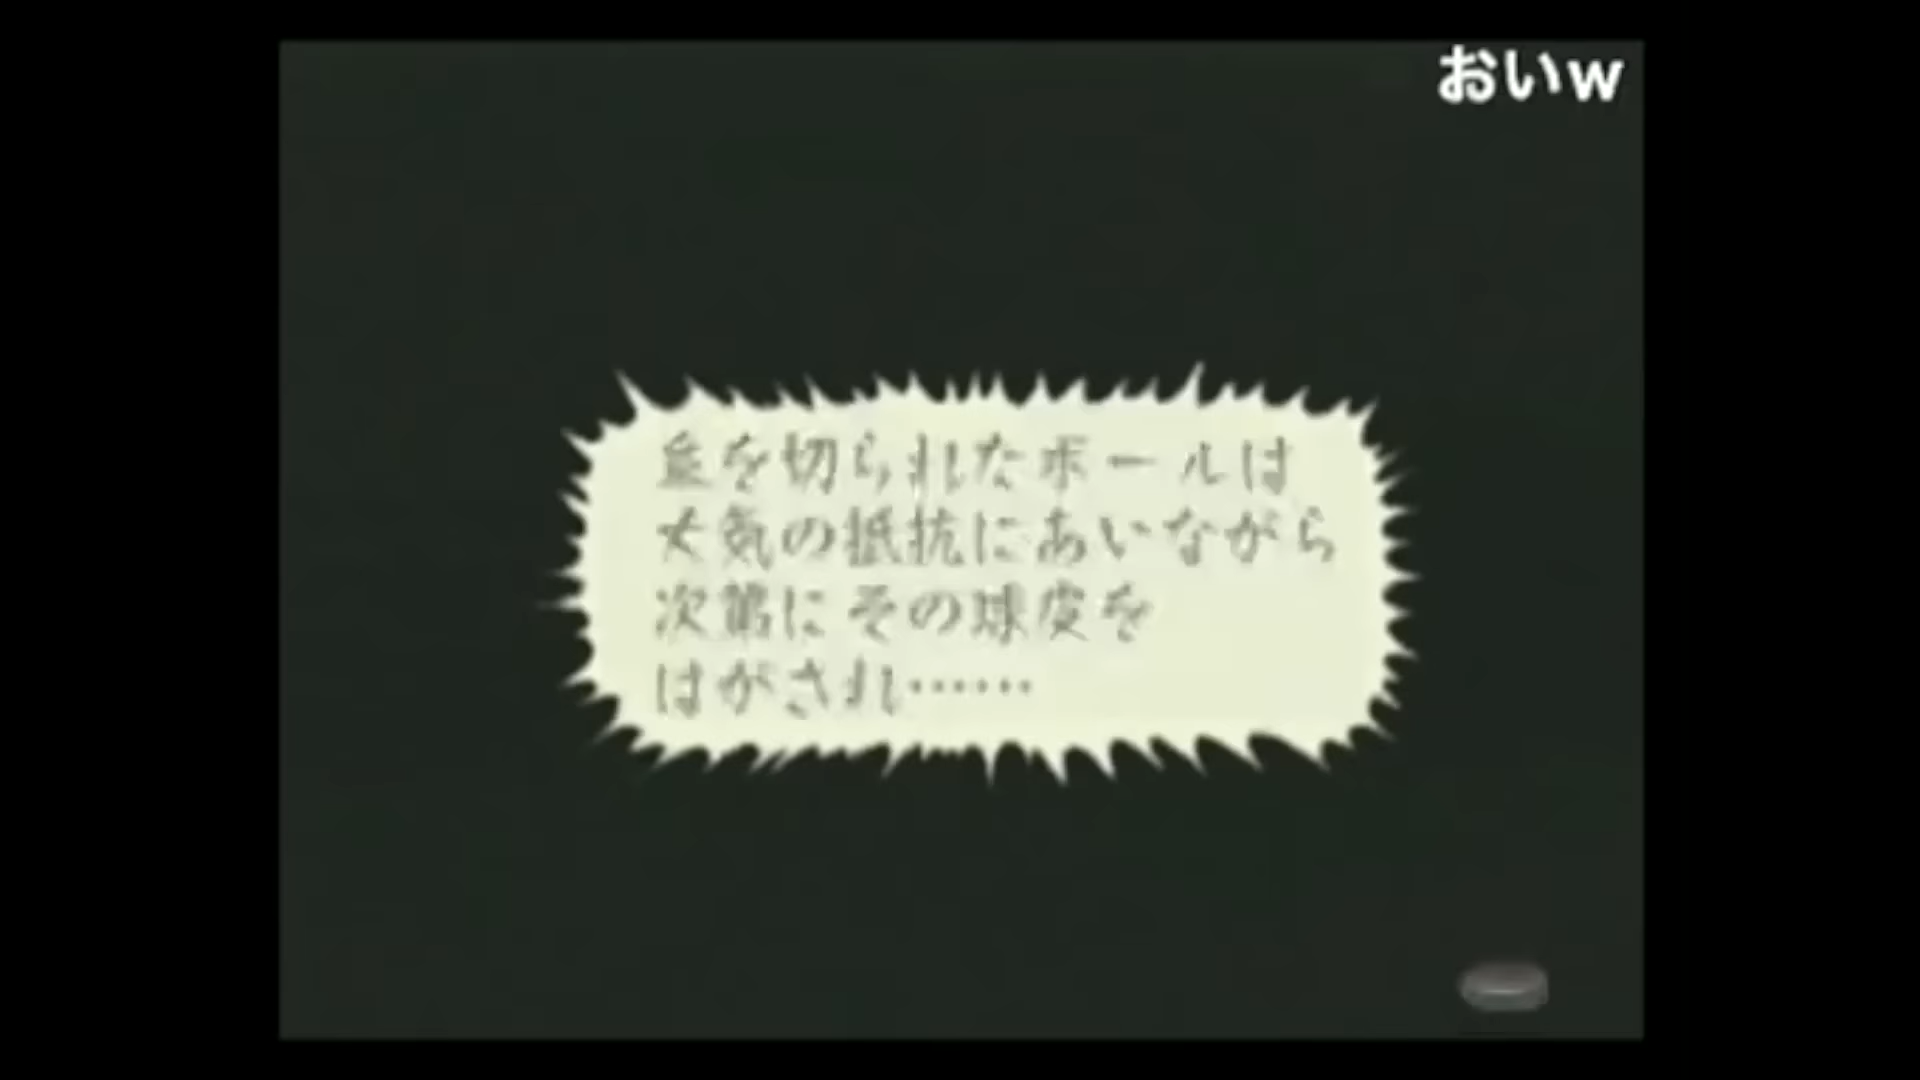 おいw
糸を切られたボールは
大気の抵抗にあいながら
次第にその球皮を
はがされ……